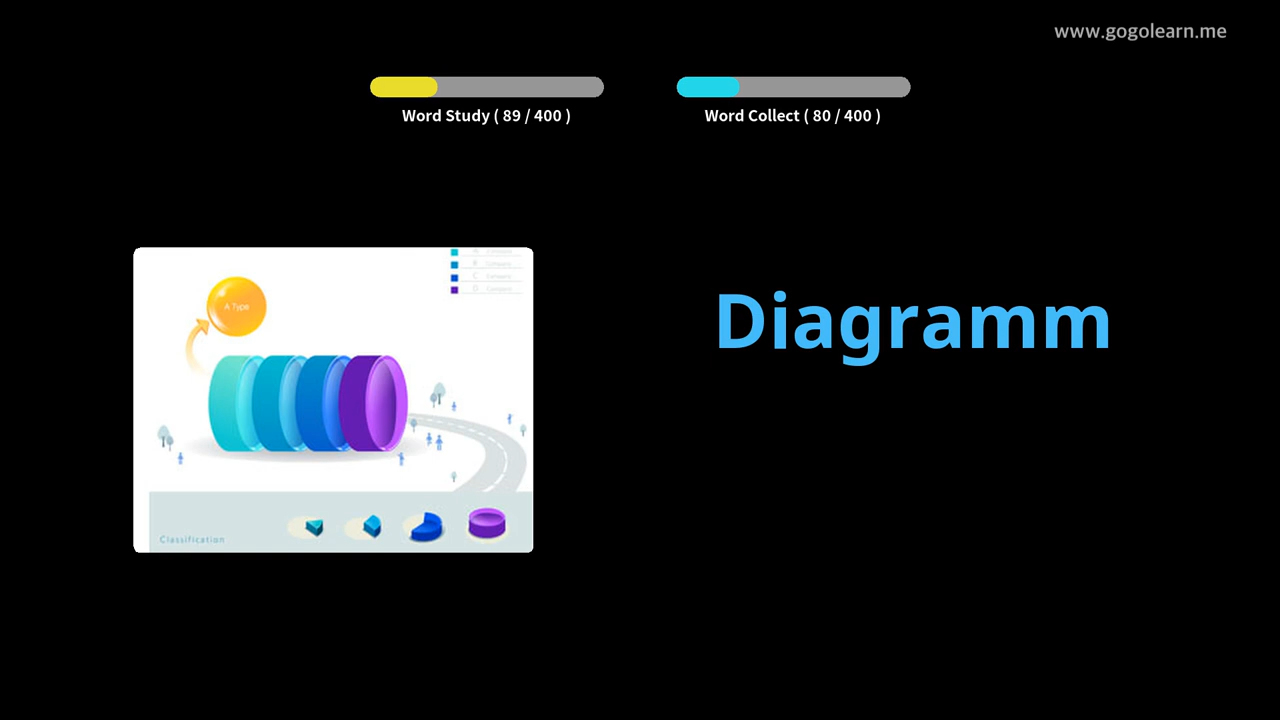 www.gogolearn.me
Word Study ( 89 / 400 )
Word Collect ( 80 / 400 )
Diagramm
A Type
Classification